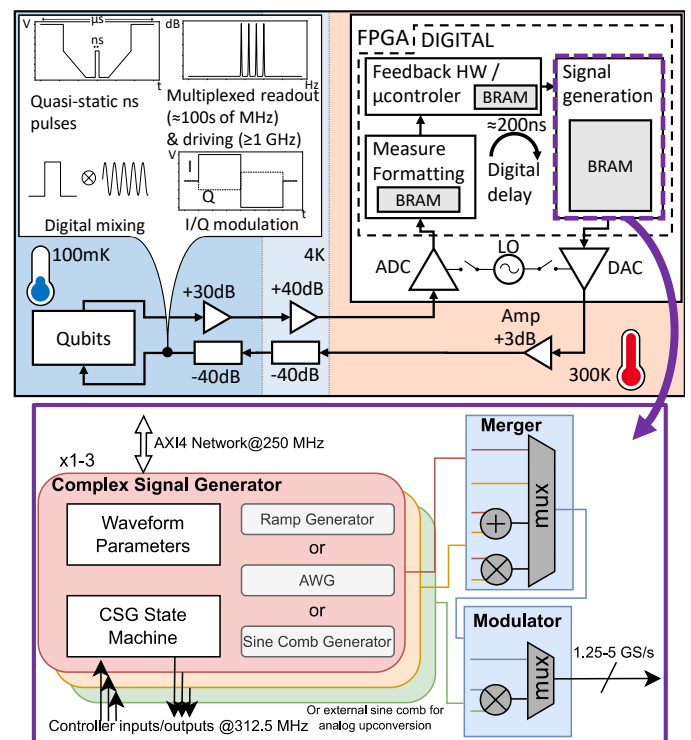 V
μs
ns
t
Quasi-static ns
pulses
dB
Hz
Multiplexed readout
(≈100s of MHz)
& driving (≥1 GHz)
V
I
Q
t
Digital mixing
I/Q modulation
FPGA
DIGITAL
Feedback HW /
μcontroler
BRAM
Signal
generation
BRAM
≈200ns
Digital
delay
Measure
Formatting
BRAM
ADC
LO
DAC
100mK
4K
+30dB
+40dB
Amp
+3dB
Qubits
-40dB
-40dB
300K
AXI4 Network@250 MHz
x1-3
Complex Signal Generator
Waveform
Parameters
Ramp Generator
or
AWG
or
CSG State
Machine
Sine Comb Generator
Merger
mux
Modulator
mux
1.25-5 GS/s
Or external sine comb for
analog upconversion
Controller inputs/outputs @312.5 MHz